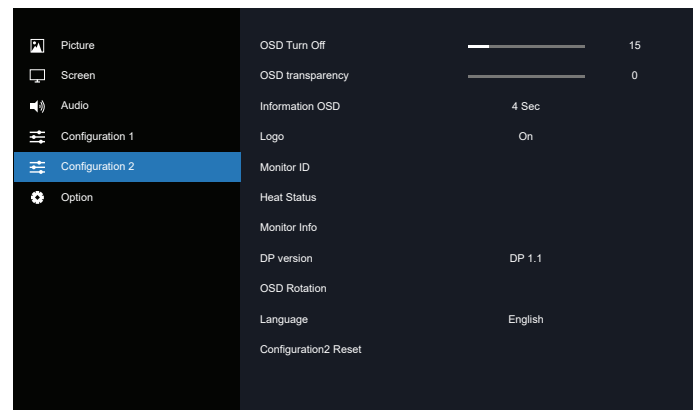 Picture
Screen
Audio
Configuration 1
Configuration 2
Option
OSD Turn Off 15
OSD transparency 0
Information OSD 4 Sec
Logo On
Monitor ID
Heat Status
Monitor Info
DP version DP 1.1
OSD Rotation
Language English
Configuration2 Reset